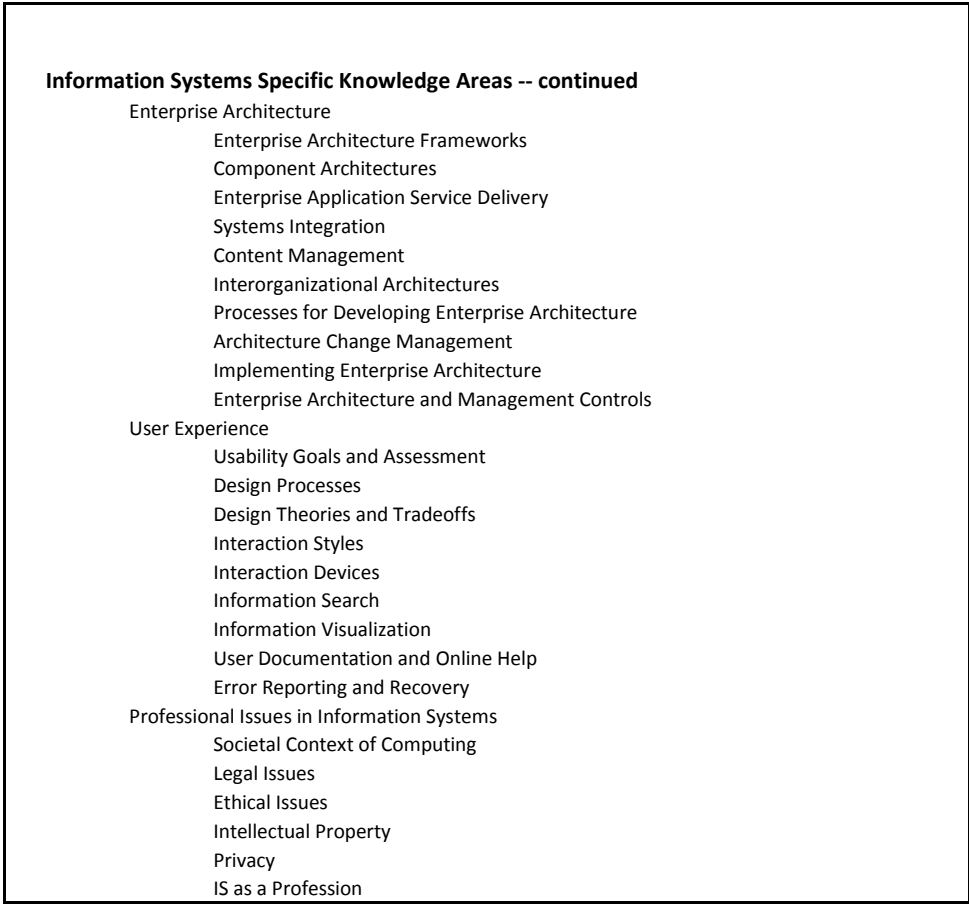 Information Systems Specific Knowledge Areas -- continued
Enterprise Architecture
Enterprise Architecture Frameworks
Component Architectures
Enterprise Application Service Delivery
Systems Integration
Content Management
Interorganizational Architectures
Processes for Developing Enterprise Architecture
Architecture Change Management
Implementing Enterprise Architecture
Enterprise Architecture and Management Controls
User Experience
Usability Goals and Assessment
Design Processes
Design Theories and Tradeoffs
Interaction Styles
Interaction Devices
Information Search
Information Visualization
User Documentation and Online Help
Error Reporting and Recovery
Professional Issues in Information Systems
Societal Context of Computing
Legal Issues
Ethical Issues
Intellectual Property
Privacy
IS as a Profession